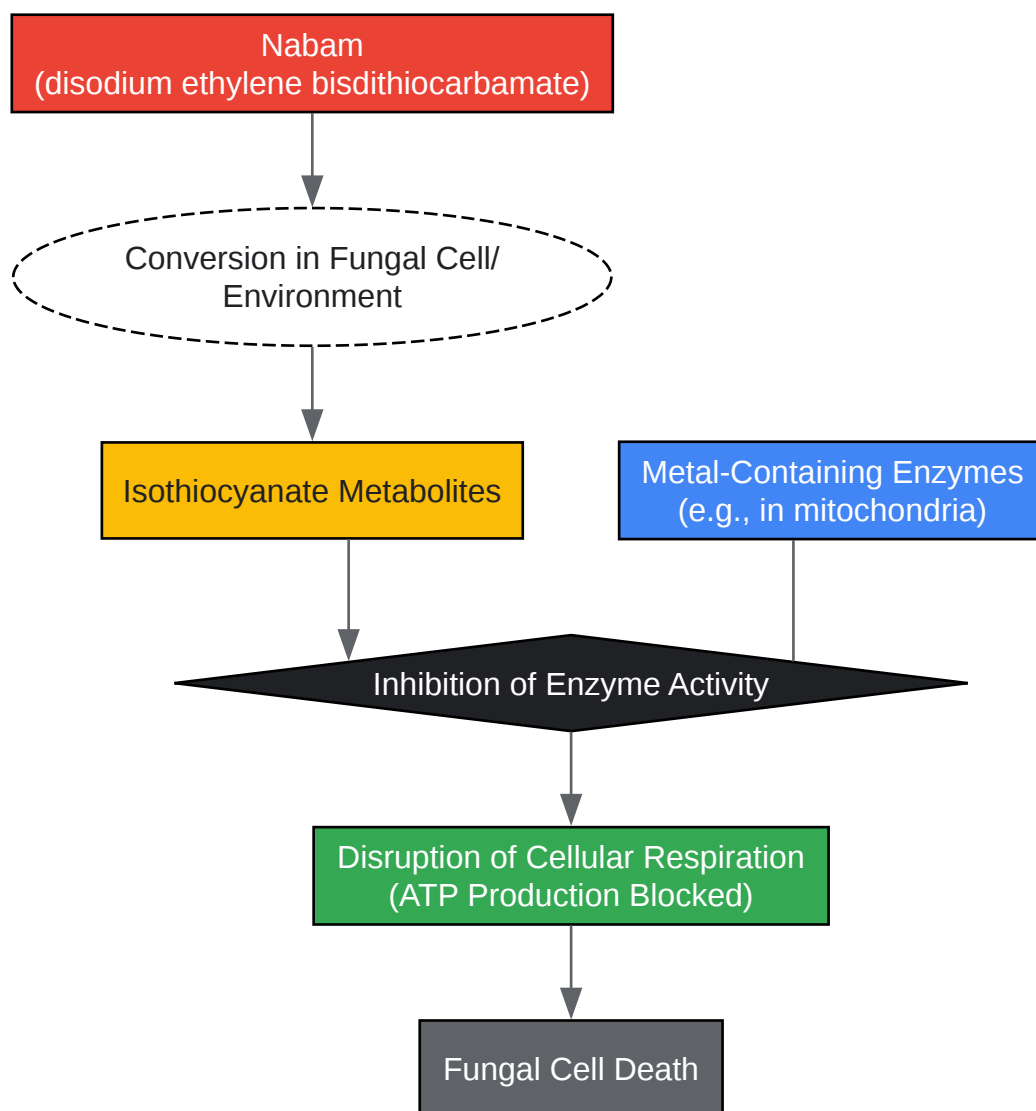 Nabam
(disodium ethylene bisdithiocarbamate)
Conversion in Fungal Cell/
Environment
Isothiocyanate Metabolites
Metal-Containing Enzymes
(e.g., in mitochondria)
Inhibition of Enzyme Activity
Disruption of Cellular Respiration
(ATP Production Blocked)
Fungal Cell Death